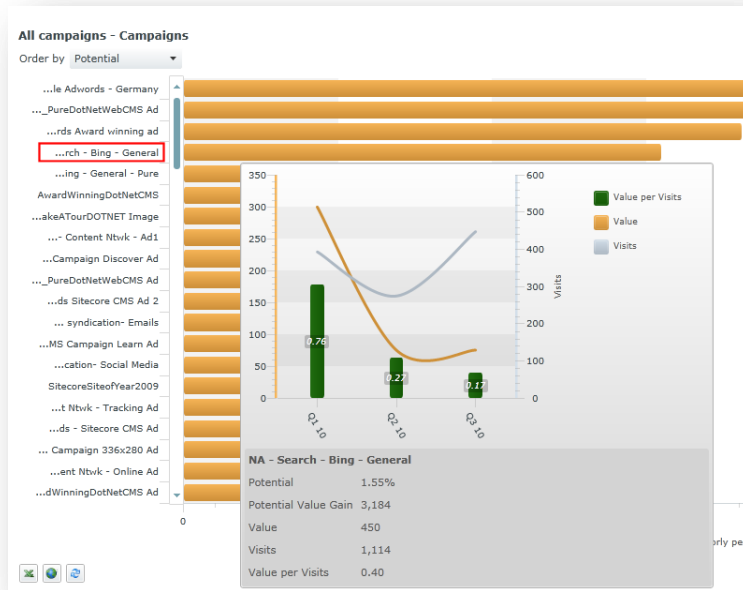 All campaigns - Campaigns
Order by Potential
...le Adwords - Germany
..._PureDotNetWebCMS Ad
...rds Award winning ad
...rch - Bing - General
...ing - General - Pure
AwardWinningDotNetCMS
...akeATourDOTNET Image
...- Content Ntwk - Ad1
...Campaign Discover Ad
..._PureDotNetWebCMS Ad
...ds Sitecore CMS Ad 2
... syndication- Emails
...MS Campaign Learn Ad
...cation- Social Media
SitecoreSiteofYear2009
...t Ntwk - Tracking Ad
...ds - Sitecore CMS Ad
... Campaign 336x280 Ad
...ent Ntwk - Online Ad
...dWinningDotNetCMS Ad
0
350
300
250
200
150
100
50
0
0.76
0.27
0.17
Q1 10
Q2 10
Q3 10
600
500
400
300
200
100
0
Visits
Value per Visits
Value
Visits
NA - Search - Bing - General
Potential 1.55%
Potential Value Gain 3,184
Value 450
Visits 1,114
Value per Visits 0.40
orly pe